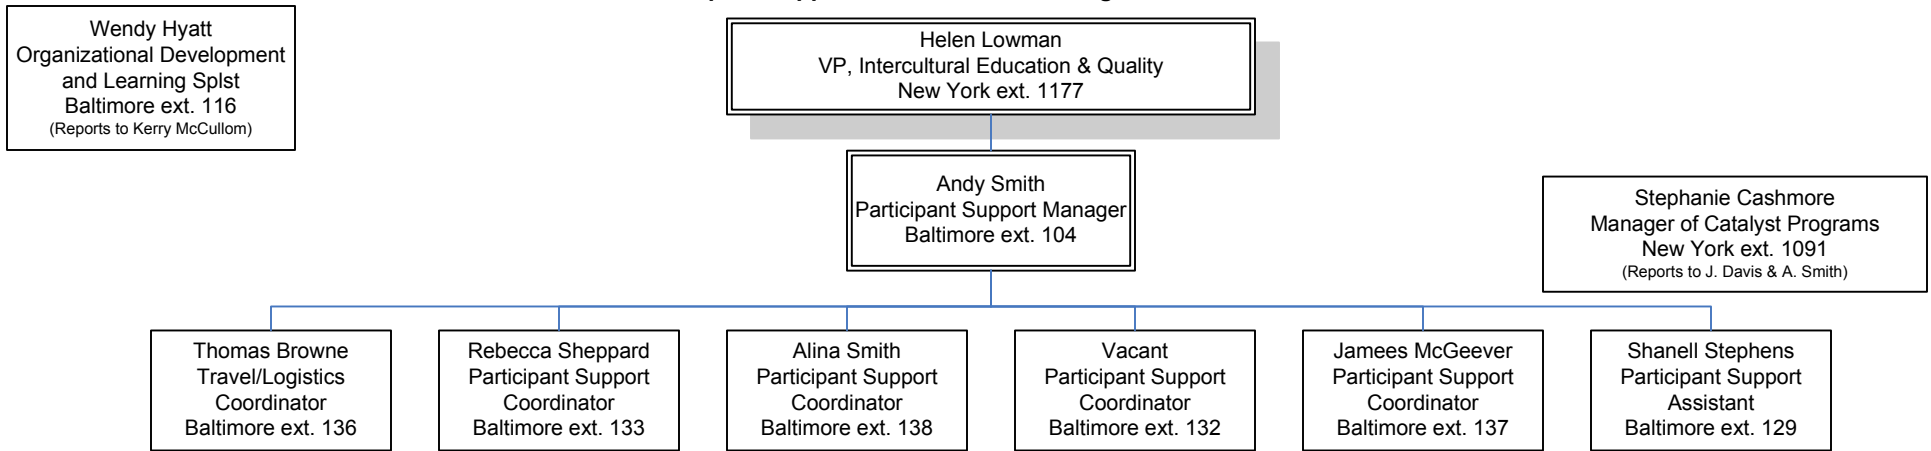 Wendy Hyatt
Organizational Development
and Learning Splst
Baltimore ext. 116
(Reports to Kerry McCullom)
Helen Lowman
VP, Intercultural Education & Quality
New York ext. 1177
Andy Smith
Participant Support Manager
Baltimore ext. 104
Stephanie Cashmore
Manager of Catalyst Programs
New York ext. 1091
(Reports to J. Davis & A. Smith)
Thomas Browne
Travel/Logistics
Coordinator
Baltimore ext. 136
Rebecca Sheppard
Participant Support
Coordinator
Baltimore ext. 133
Alina Smith
Participant Support
Coordinator
Baltimore ext. 138
Vacant
Participant Support
Coordinator
Baltimore ext. 132
Jamees McGeever
Participant Support
Coordinator
Baltimore ext. 137
Shanell Stephens
Participant Support
Assistant
Baltimore ext. 129